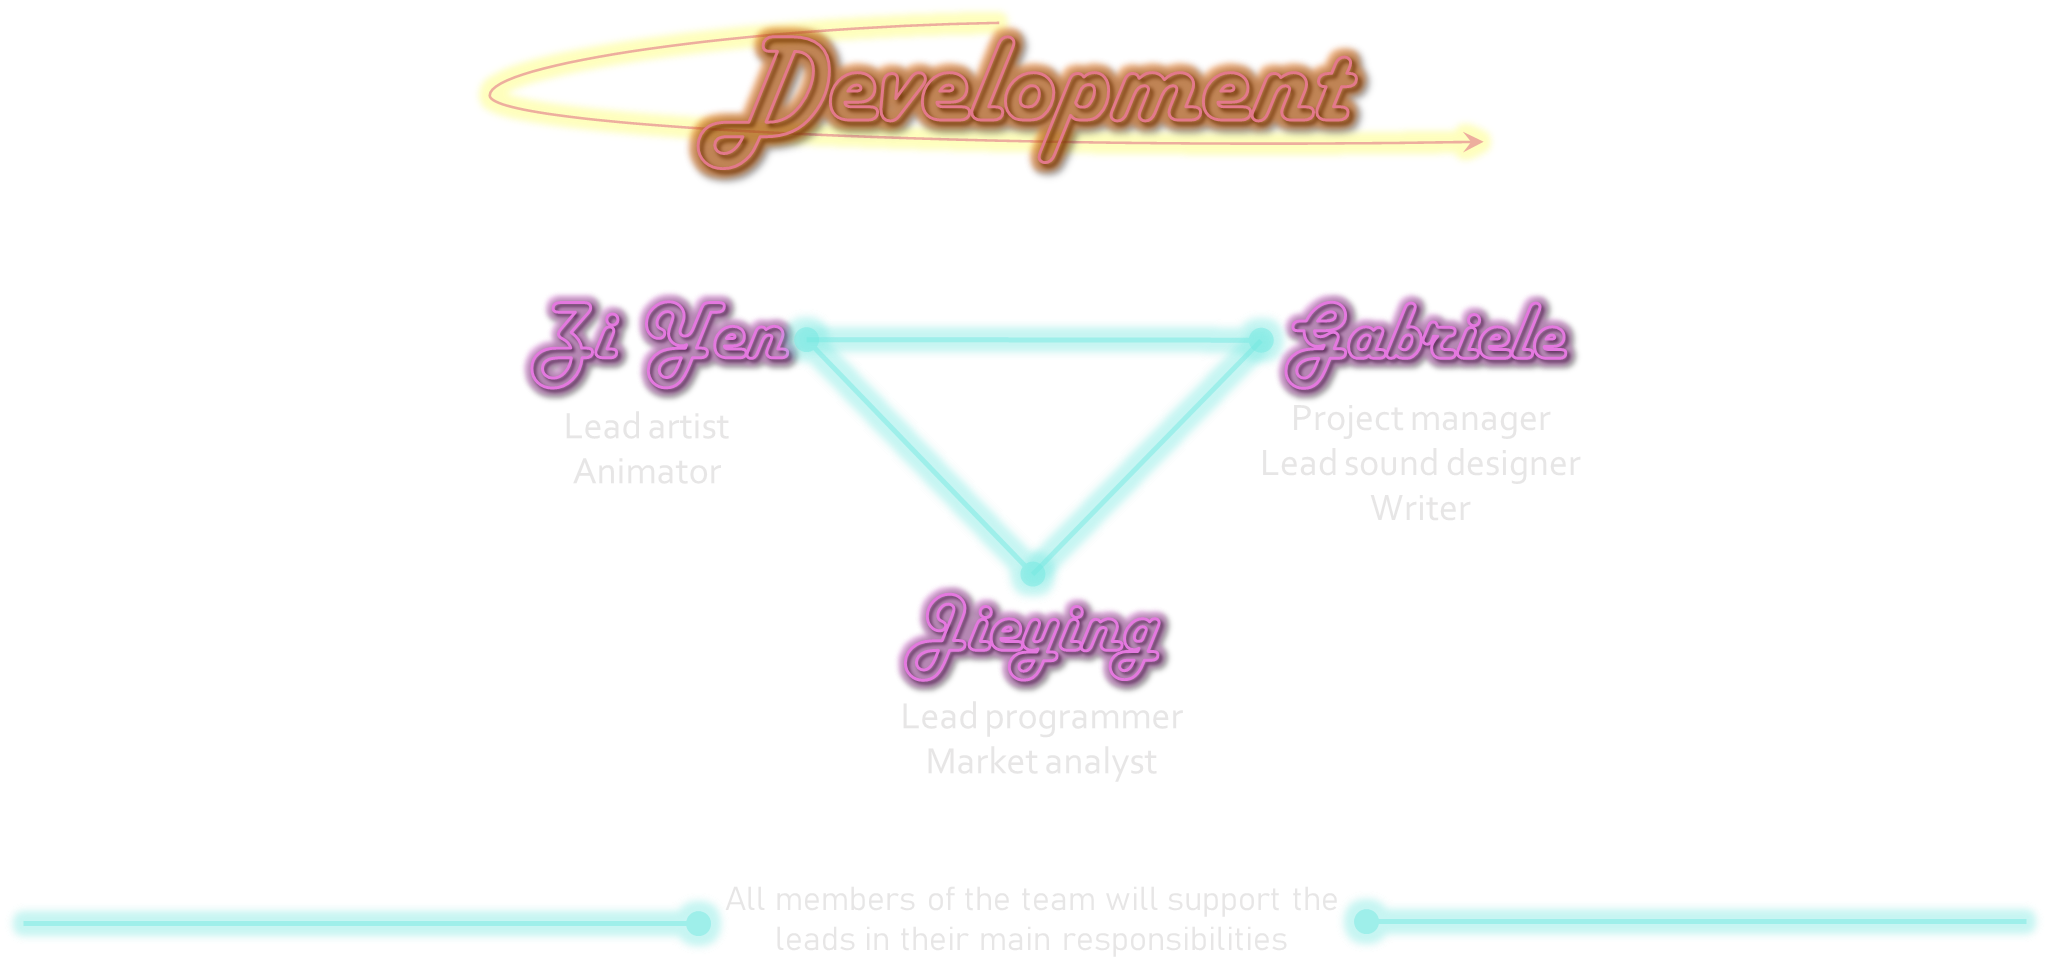 Development
Zi Yen
Lead artist
Animator
Gabriele
Project manager
Lead sound designer
Writer
Jieying
Lead programmer
Market analyst
All members of the team will support the
leads in their main responsibilities